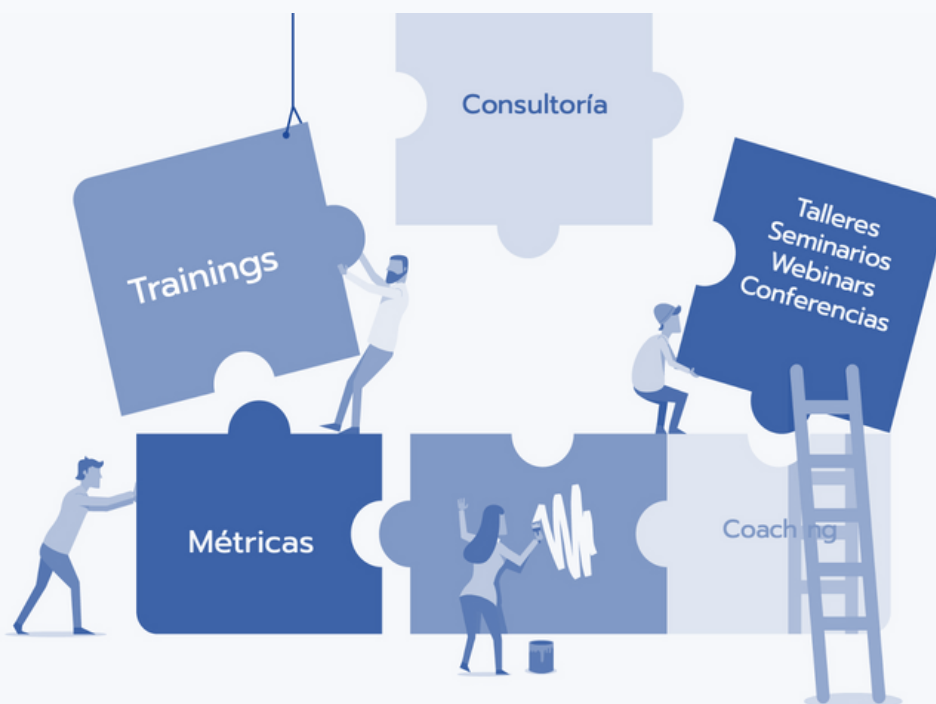 Consultoría
Trainings
Talleres
Seminarios
Webinars
Conferencias
Métricas
Coaching